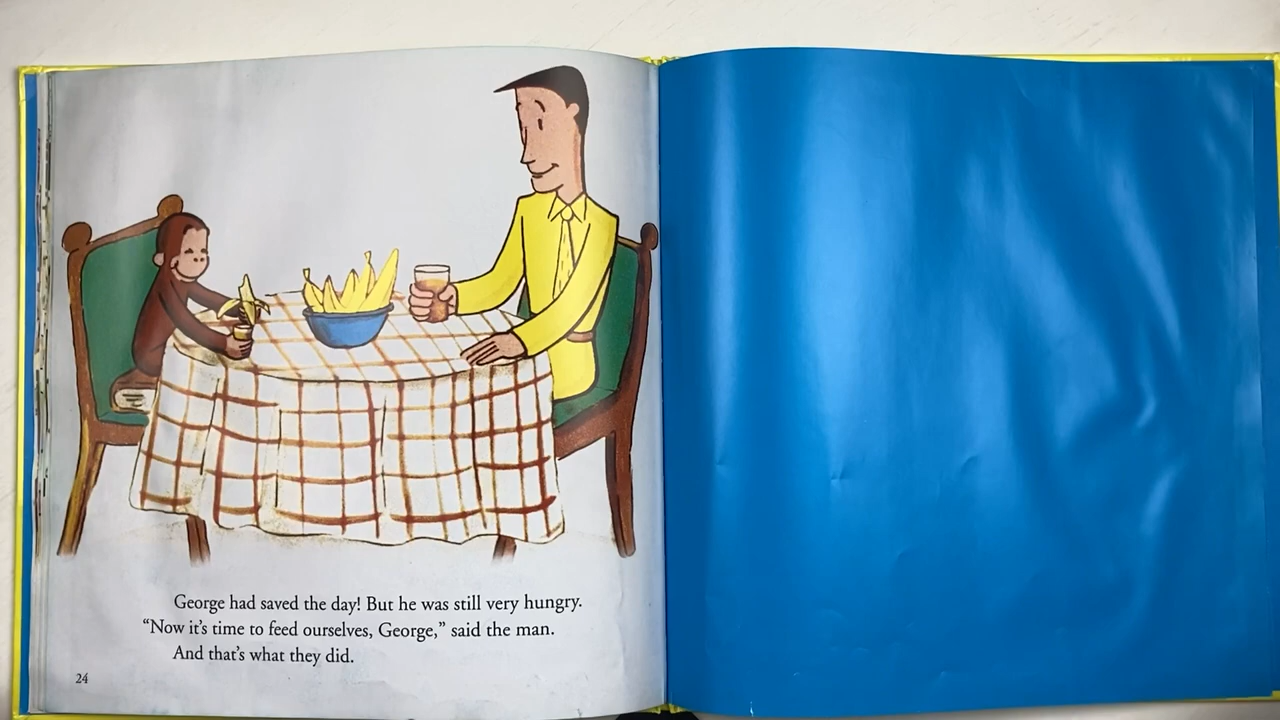 George had saved the day! But he was still very hungry.
“Now it’s time to feed ourselves, George,” said the man.
And that’s what they did.
24